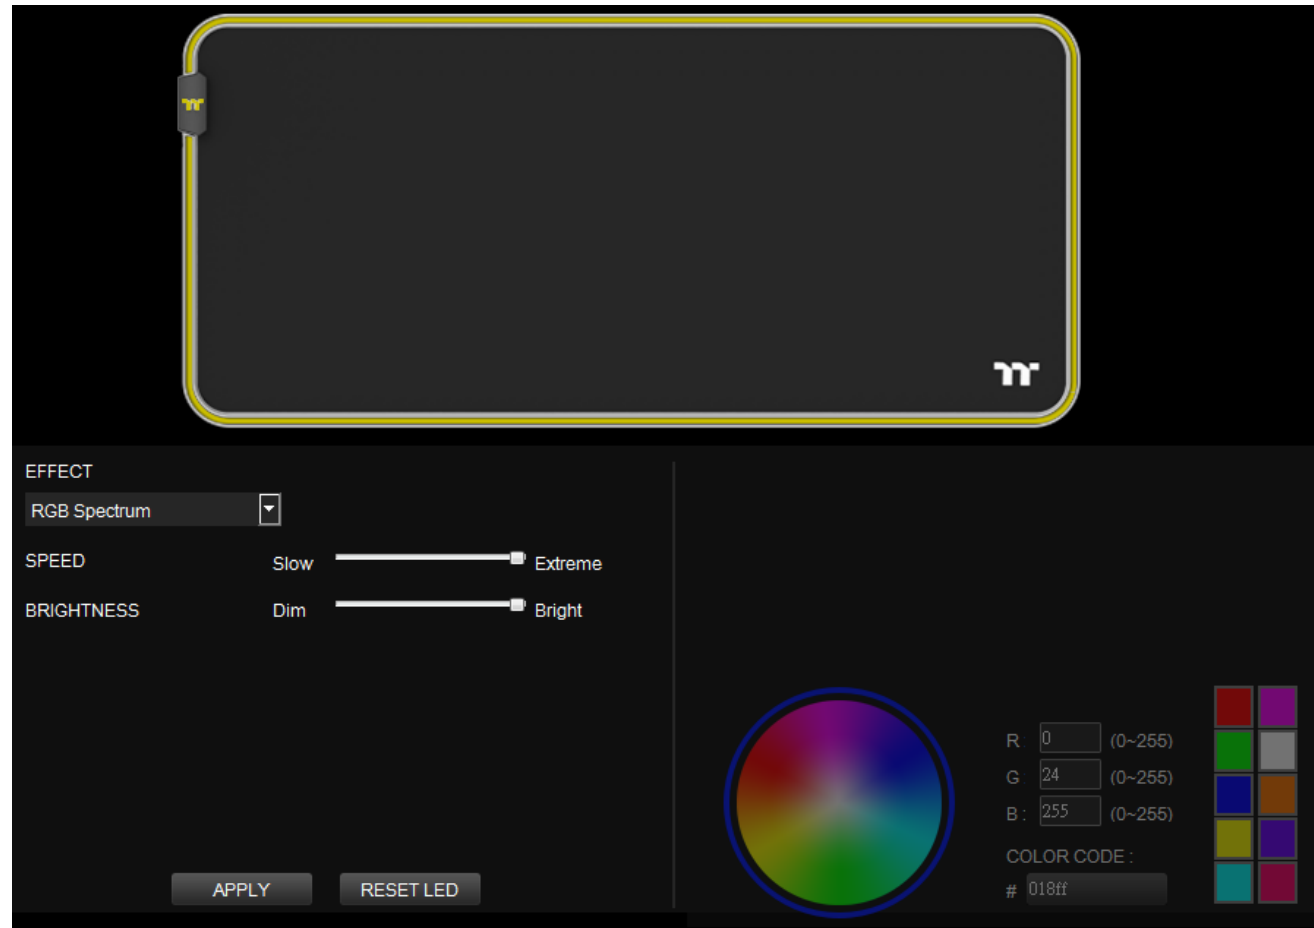 EFFECT
RGB Spectrum
SPEED Slow Extreme
BRIGHTNESS Dim Bright
APPLY RESET LED
R : 0 (0~255)
G : 24 (0~255)
B : 255 (0~255)
COLOR CODE :
# 018ff